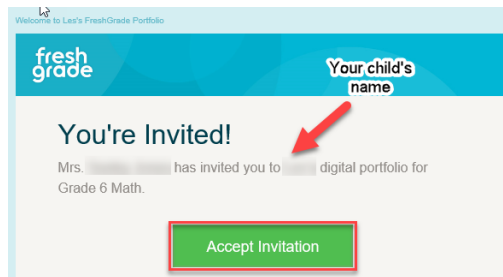 Welcome to Les's FreshGrade Portfolio
fresh
grade
Your child's
name
You're Invited!
Mrs. has invited you to digital portfolio for
Grade 6 Math.
Accept Invitation